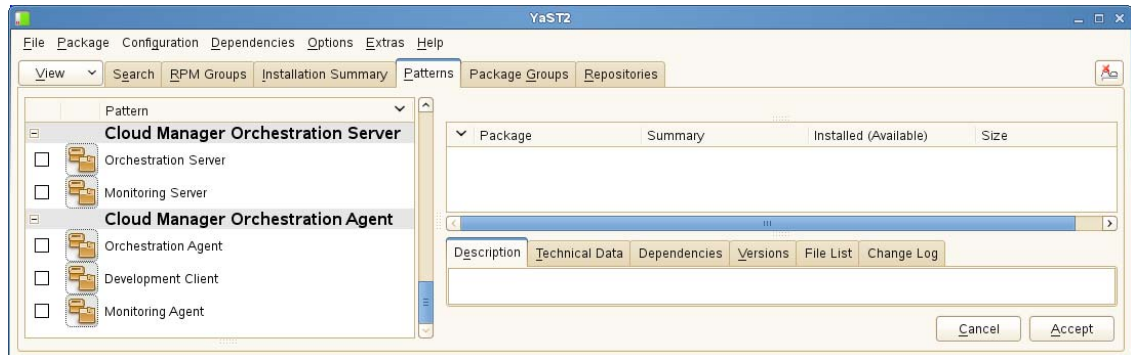 YaST2
File Package Configuration Dependencies Options Extras Help
View Search RPM Groups Installation Summary Patterns Package Groups Repositories
Pattern
Cloud Manager Orchestration Server
Orchestration Server
Monitoring Server
Cloud Manager Orchestration Agent
Orchestration Agent
Development Client
Monitoring Agent
Package Summary Installed (Available) Size
Description Technical Data Dependencies Versions File List Change Log
Cancel Accept